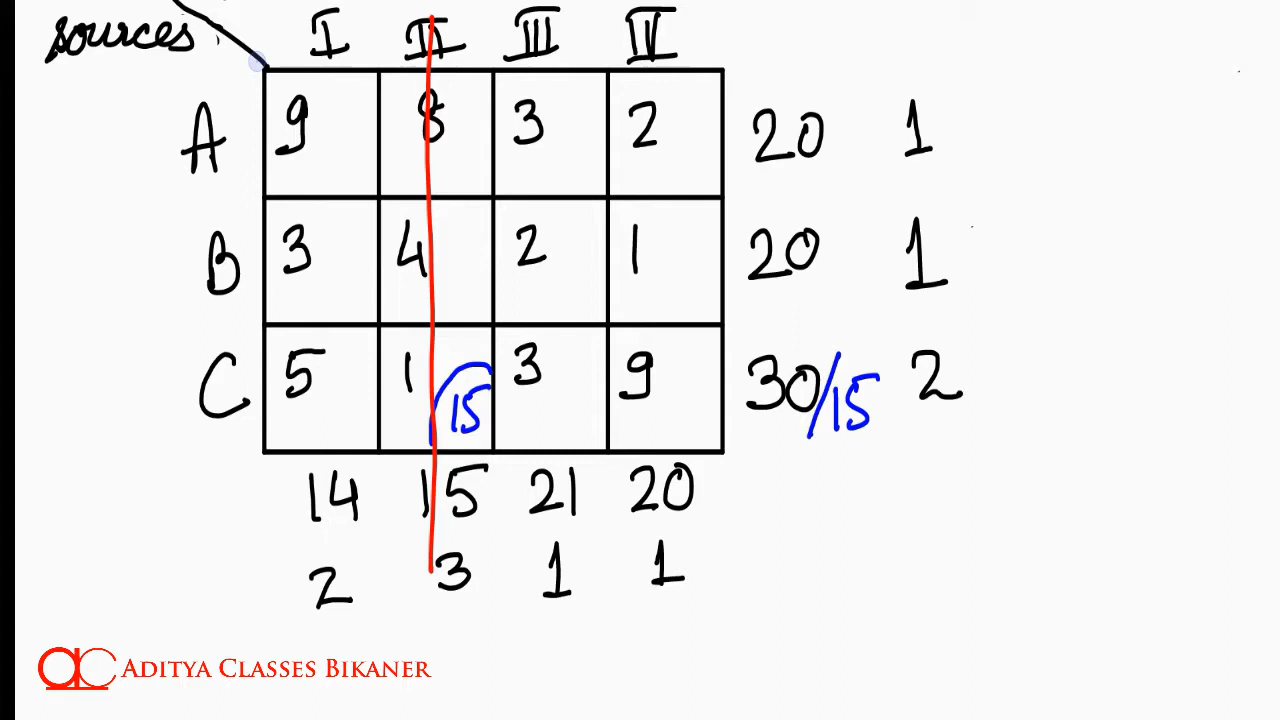 sources. I II III IV
A 9 8 3 2 20 1
B 3 4 2 1 20 1
C 5 1 15 3 9 30/15 2
14 15 21 20
2 3 1 1
ac ADITYA CLASSES BIKANER